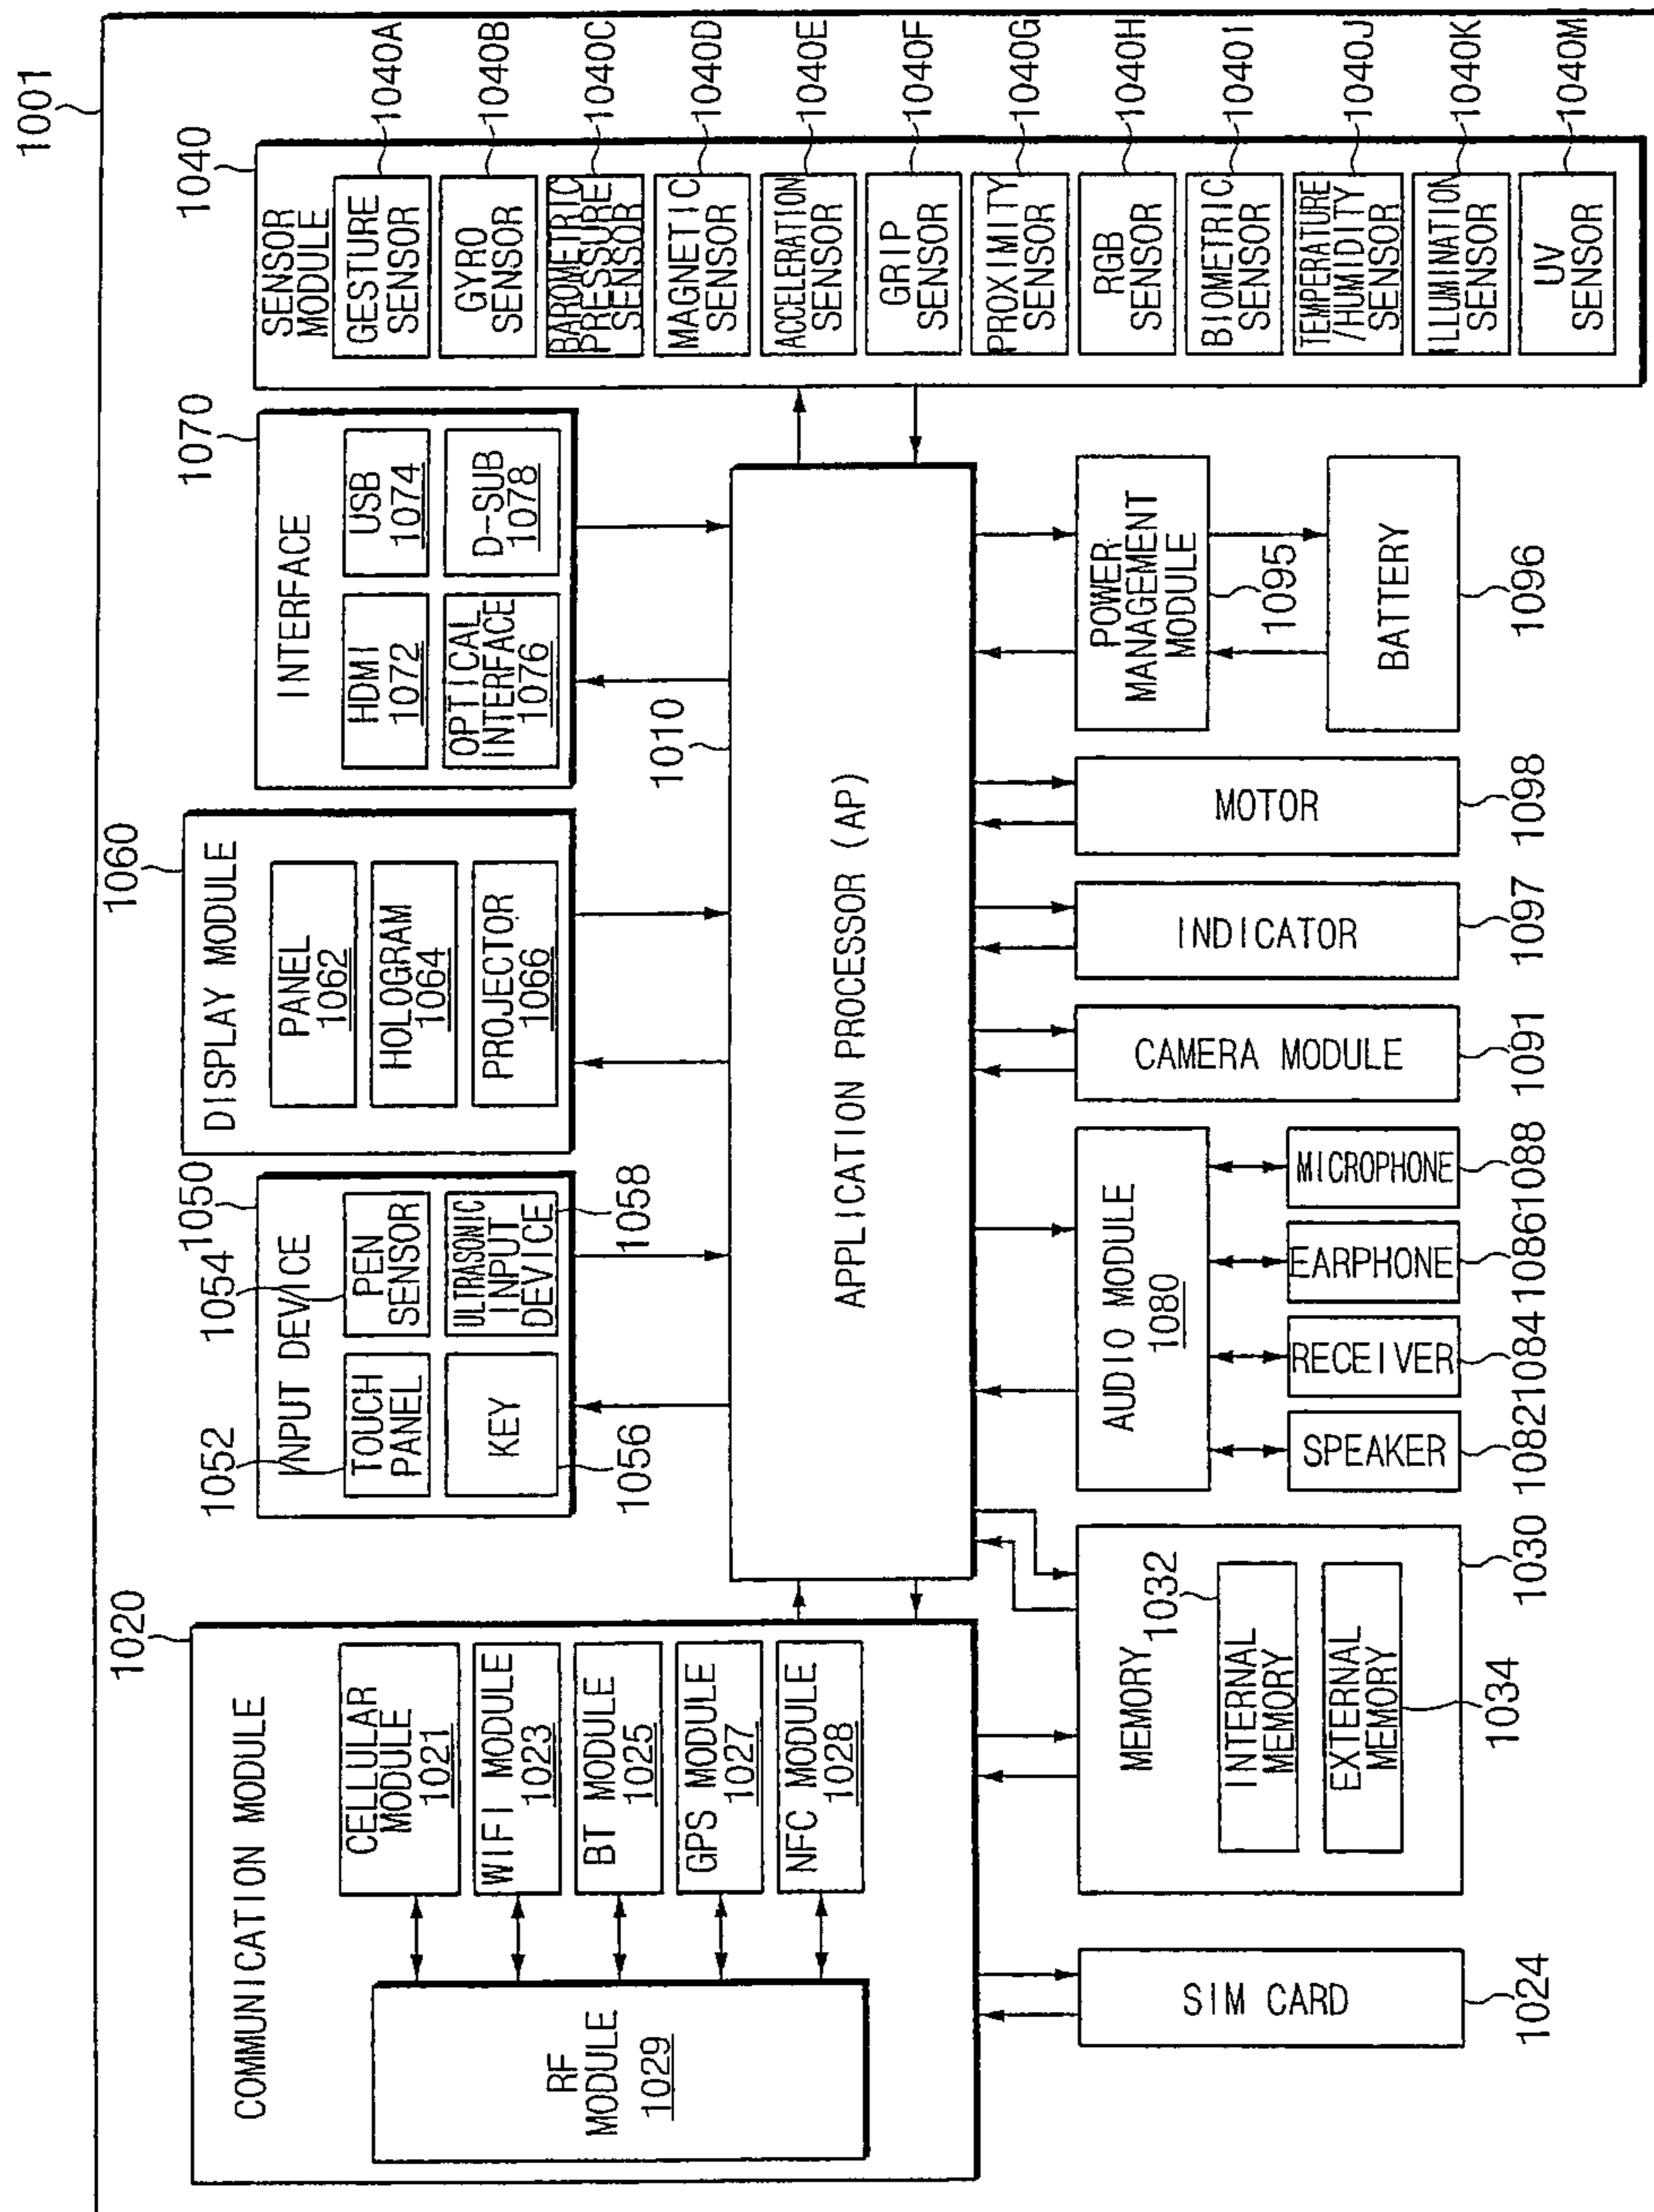 1001
COMMUNICATION MODULE
1020
RF
MODULE
1029
CELLULAR
MODULE
1021
WIFI MODULE
1023
BT MODULE
1025
GPS MODULE
1027
NFC MODULE
1028
INPUT DEVICE
1050
1052
TOUCH
PANEL
1054
PEN
SENSOR
KEY
1056
ULTRASONIC
INPUT
DEVICE
1058
DISPLAY MODULE
1060
PANEL
1062
HOLOGRAM
1064
PROJECTOR
1066
INTERFACE
1070
HDMI
1072
USB
1074
OPTICAL
INTERFACE
1076
D-SUB
1078
SENSOR
MODULE
1040
GESTURE
SENSOR
1040A
GYRO
SENSOR
1040B
BAROMETRIC
PRESSURE
SENSOR
1040C
MAGNETIC
SENSOR
1040D
ACCELERATION
SENSOR
1040E
GRIP
SENSOR
1040F
PROXIMITY
SENSOR
1040G
RGB
SENSOR
1040H
BIOMETRIC
SENSOR
1040I
TEMPERATURE
/HUMIDITY
SENSOR
1040J
ILLUMINATION
SENSOR
1040K
UV
SENSOR
1040M
1010
APPLICATION PROCESSOR (AP)
SIM CARD
1024
MEMORY
1032
INTERNAL
MEMORY
EXTERNAL
MEMORY
1034
1030
AUDIO MODULE
1080
SPEAKER
1082
RECEIVER
1084
EARPHONE
1086
MICROPHONE
1088
CAMERA MODULE
1091
INDICATOR
1097
MOTOR
1098
POWER
MANAGEMENT
MODULE
1095
BATTERY
1096